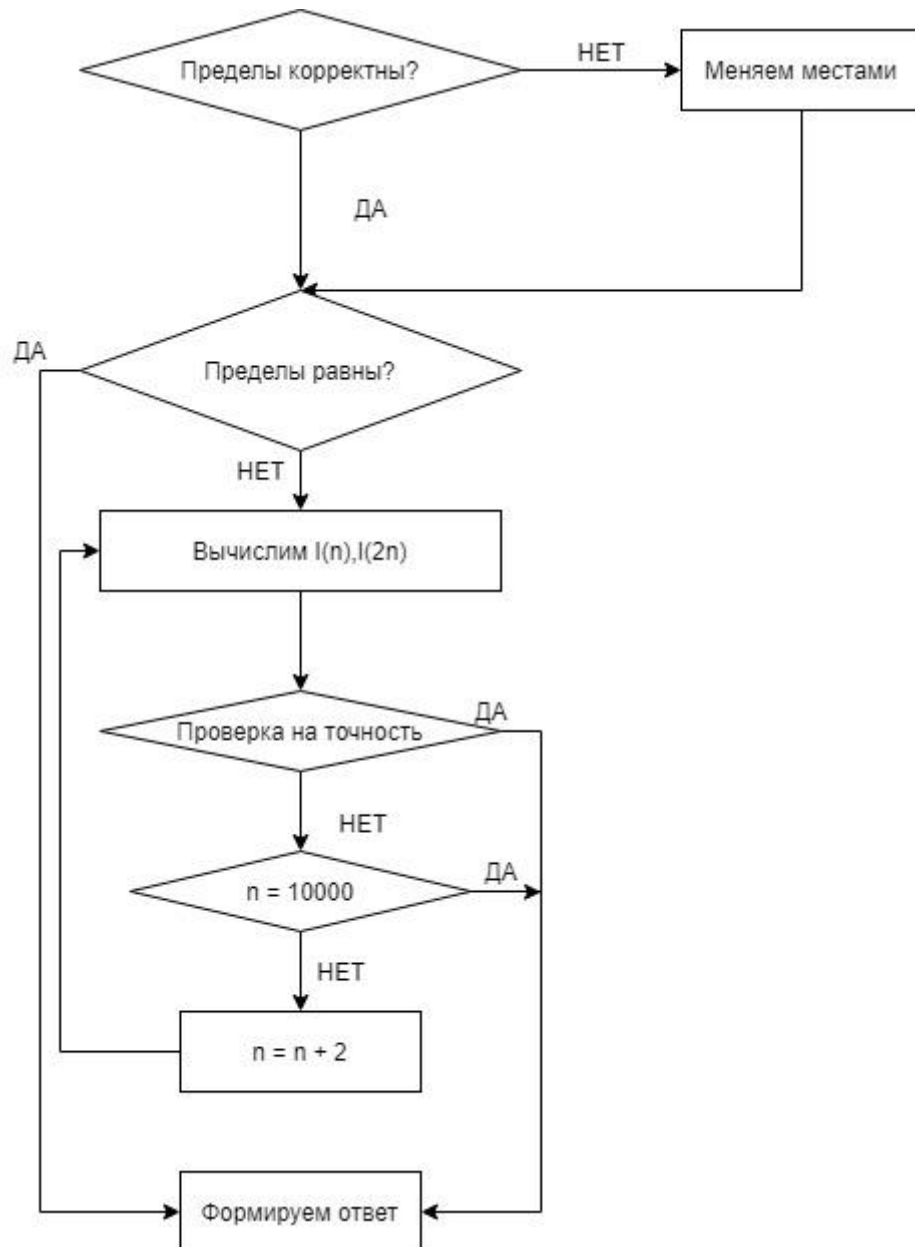 Пределы корректны?
НЕТ
Меняем местами
ДА
ДА
Пределы равны?
НЕТ
Вычислим I(n),I(2n)
ДА
Проверка на точность
НЕТ
ДА
n = 10000
НЕТ
n = n + 2
Формируем ответ